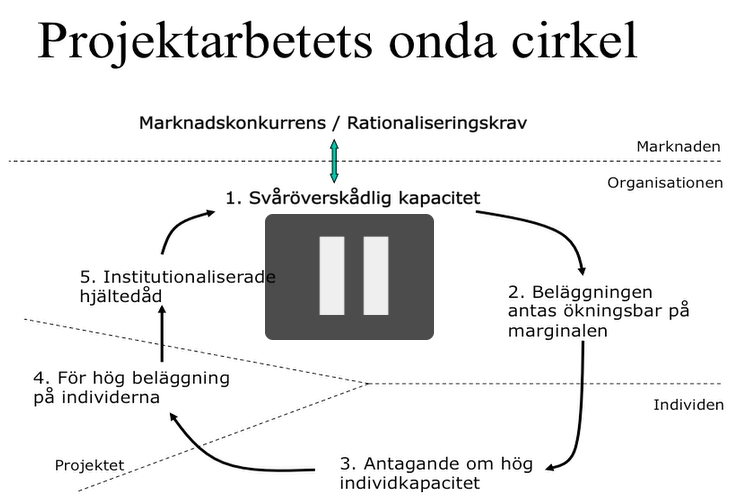 Projektarbetets onda cirkel
Marknadskonkurrens / Rationaliseringskrav
Marknaden
Organisationen
1. Svåröverskådlig kapacitet
2. Beläggningen
antas ökningsbar på
marginalen
5. Institutionaliserade
hjältedåd
4. För hög beläggning
på individerna
Individen
Projektet
3. Antagande om hög
individkapacitet